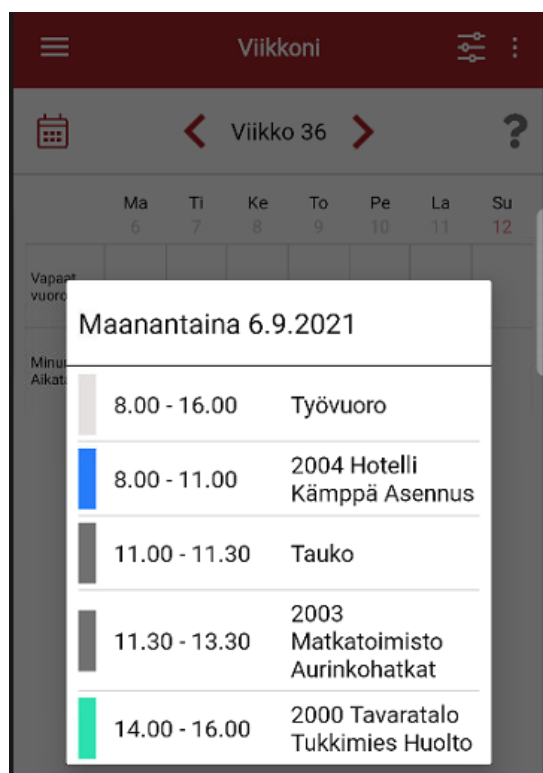 Viikkoni
Viikko 36
?
Ma Ti Ke To Pe La Su
6 7 8 9 10 11 12
Vapaat
Maanantaina 6.9.2021
8.00 - 16.00 Työvuoro
8.00 - 11.00 2004 Hotelli
Kämppä Asennus
11.00 - 11.30 Tauko
11.30 - 13.30 2003
Matkatoimisto
Aurinkohatkat
14.00 - 16.00 2000 Tavaratalo
Tukkimies Huolto